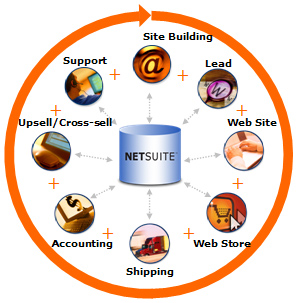 Site Building
Support
Lead
Upsell/Cross-sell
Web Site
NETSUITE
Accounting
Web Store
Shipping